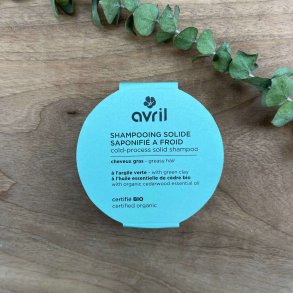 avril
SHAMPOOING SOLIDE
SAPONIFIÉ A FROID
cold-process solid shampoo
cheveux gras - greasy hair
à l'argile verte - with green clay
à l'huile essentielle de cèdre bio
with organic cedarwood essential oil
certifié BIO
certified organic